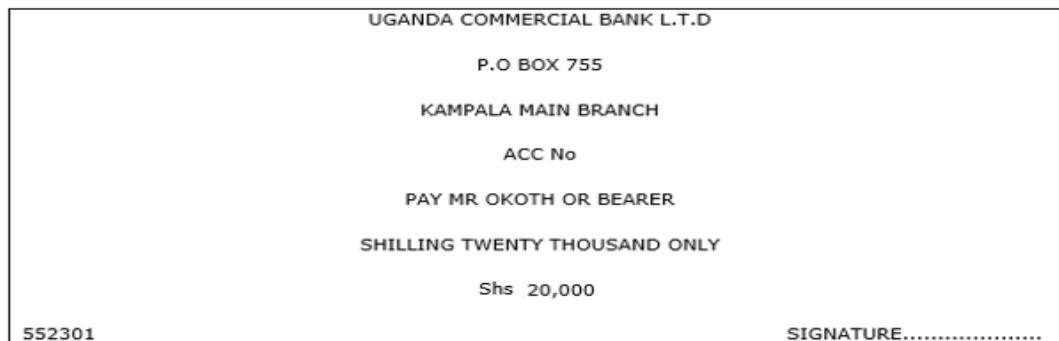 UGANDA COMMERCIAL BANK L.T.D
P.O BOX 755
KAMPALA MAIN BRANCH
ACC No
PAY MR OKOTH OR BEARER
SHILLING TWENTY THOUSAND ONLY
Shs 20,000
552301 SIGNATURE....................